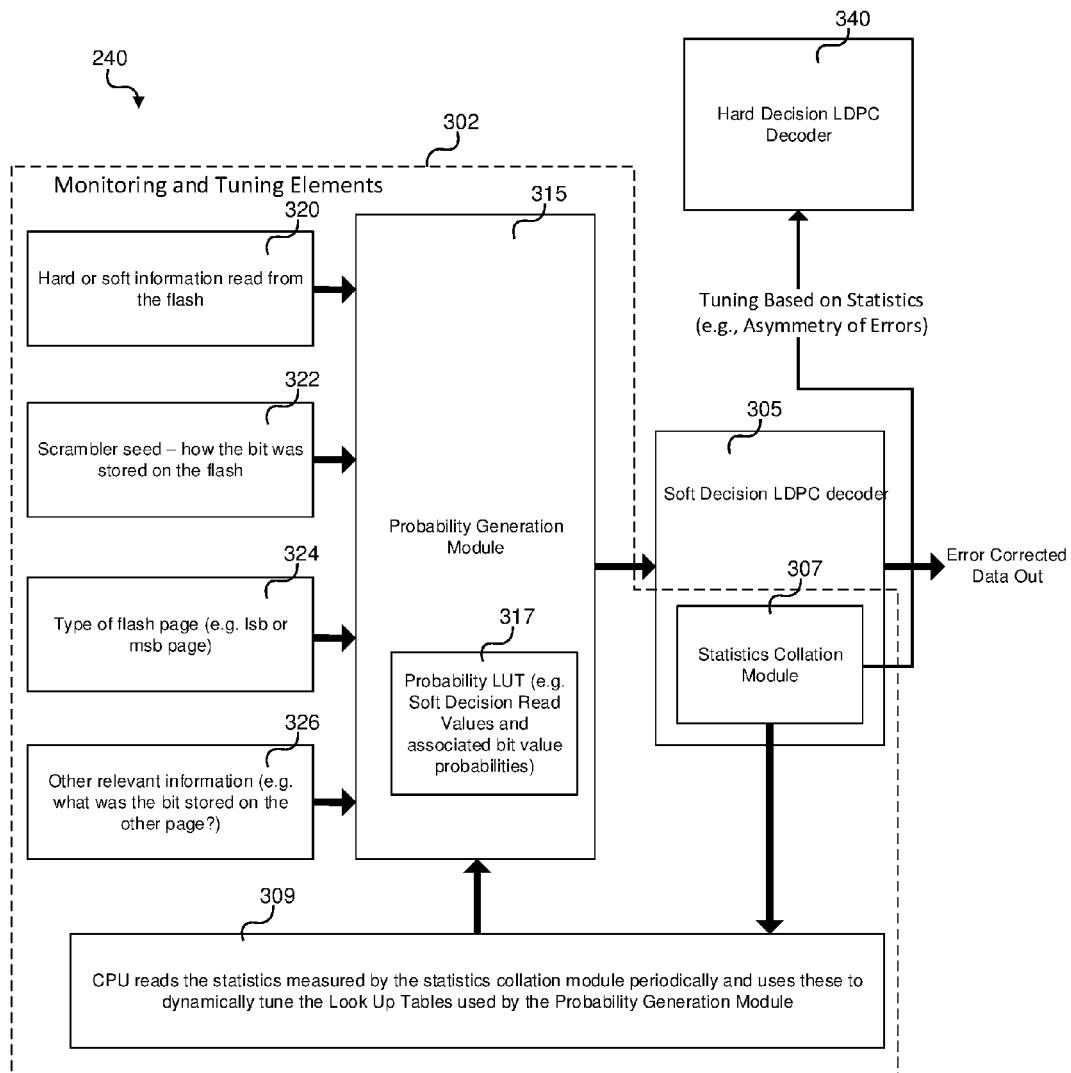 340
240
Hard Decision LDPC
Decoder
302
Monitoring and Tuning Elements
315
320
Hard or soft information read from
the flash
Tuning Based on Statistics
(e.g., Asymmetry of Errors)
322
Scrambler seed – how the bit was
stored on the flash
305
Soft Decision LDPC decoder
Probability Generation
Module
Error Corrected
Data Out
324
307
Type of flash page (e.g. lsb or
msb page)
317
Statistics Collation
Module
Probability LUT (e.g.
Soft Decision Read
Values and
associated bit value
probabilities)
326
Other relevant information (e.g.
what was the bit stored on the
other page?)
309
CPU reads the statistics measured by the statistics collation module periodically and uses these to
dynamically tune the Look Up Tables used by the Probability Generation Module